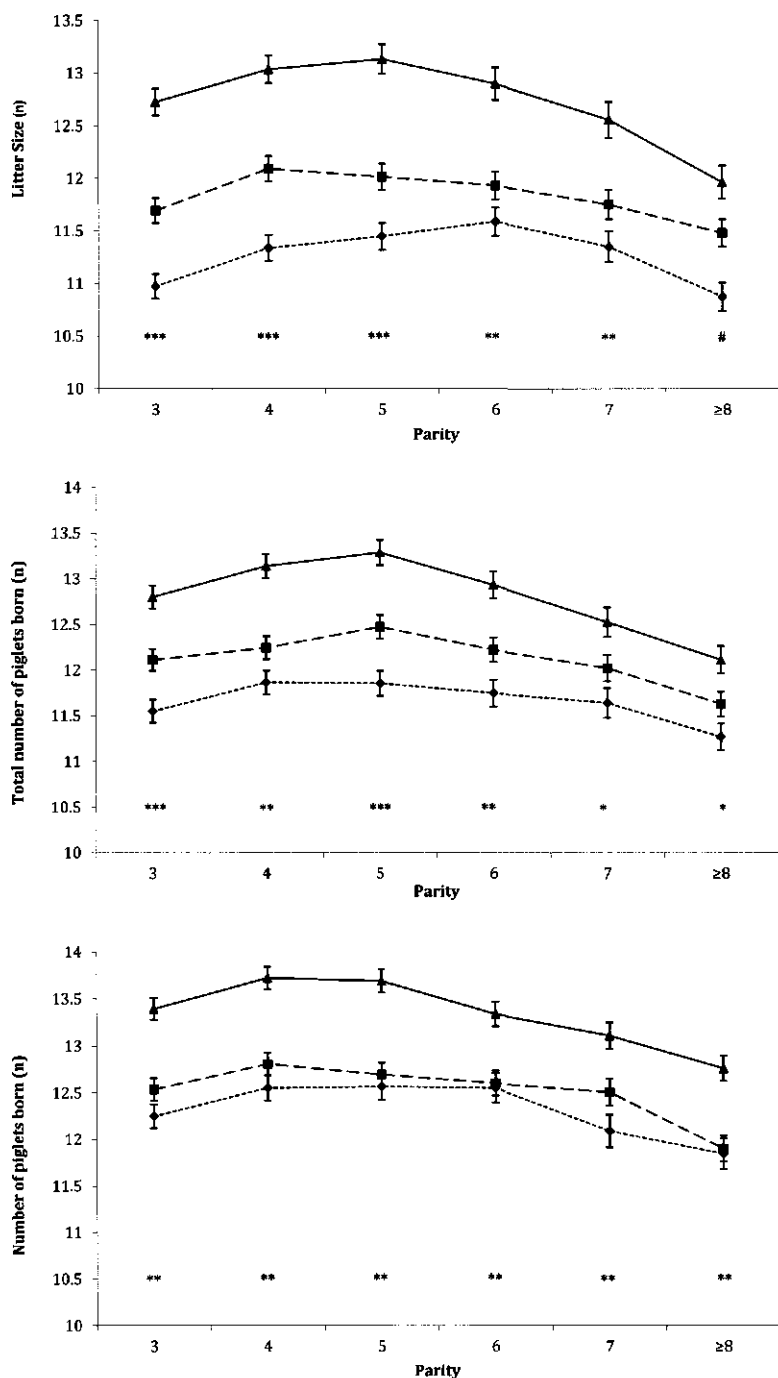 13.5
13
12.5
12
11.5
11
10.5
10
Litter Size (n)
*** *** *** ** ** #
3 4 5 6 7 ≥8
Parity
14
13.5
13
12.5
12
11.5
11
10.5
10
Total number of piglets born (n)
*** ** *** ** * *
3 4 5 6 7 ≥8
Parity
14
13.5
13
12.5
12
11.5
11
10.5
10
Number of piglets born (n)
** ** ** ** ** **
3 4 5 6 7 ≥8
Parity